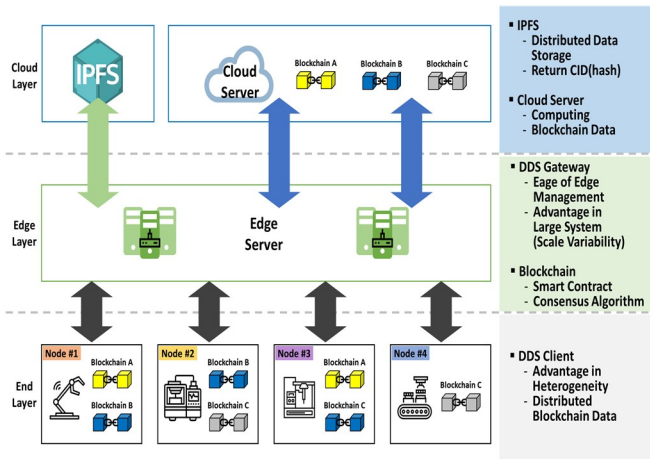 Cloud
Layer
IPFS
Cloud
Server
Blockchain A
Blockchain B
Blockchain C
▪ IPFS
- Distributed Data
Storage
- Return CID(hash)
▪ Cloud Server
- Computing
- Blockchain Data
Edge
Layer
Edge
Server
▪ DDS Gateway
- Eage of Edge
Management
- Advantage in
Large System
(Scale Variability)
▪ Blockchain
- Smart Contract
- Consensus Algorithm
End
Layer
Node #1
Blockchain A
Blockchain B
Node #2
Blockchain B
Blockchain C
Node #3
Blockchain A
Blockchain C
Node #4
Blockchain C
▪ DDS Client
- Advantage in
Heterogeneity
- Distributed
Blockchain Data